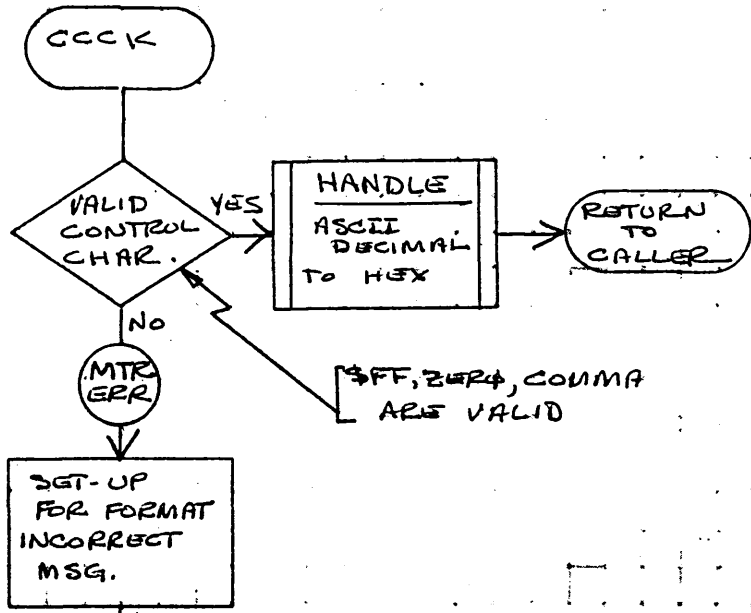 CCCK
VALID
CONTROL
CHAR.
YES
HANDLE
ASCII
DECIMAL
TO HEX
RETURN
TO
CALLER
NO
MTR
ERR
$FF, ZERO, COMMA
ARE VALID
SET-UP
FOR FORMAT
INCORRECT
MSG.